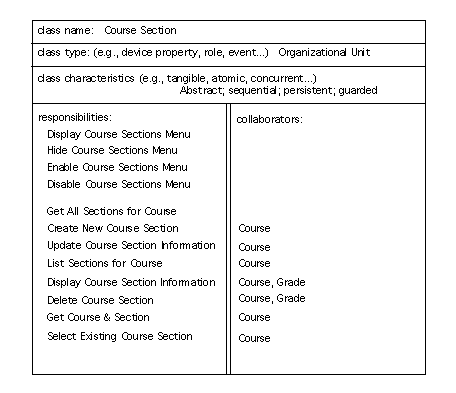 class name: Course Section
class type: (e.g., device property, role, event...) Organizational Unit
class characteristics (e.g., tangible, atomic, concurrent...)
Abstract; sequential; persistent; guarded
responsibilities:
collaborators:
Display Course Sections Menu
Hide Course Sections Menu
Enable Course Sections Menu
Disable Course Sections Menu
Get All Sections for Course
Create New Course Section Course
Update Course Section Information Course
List Sections for Course Course
Display Course Section Information Course, Grade
Delete Course Section Course, Grade
Get Course & Section Course
Select Existing Course Section Course